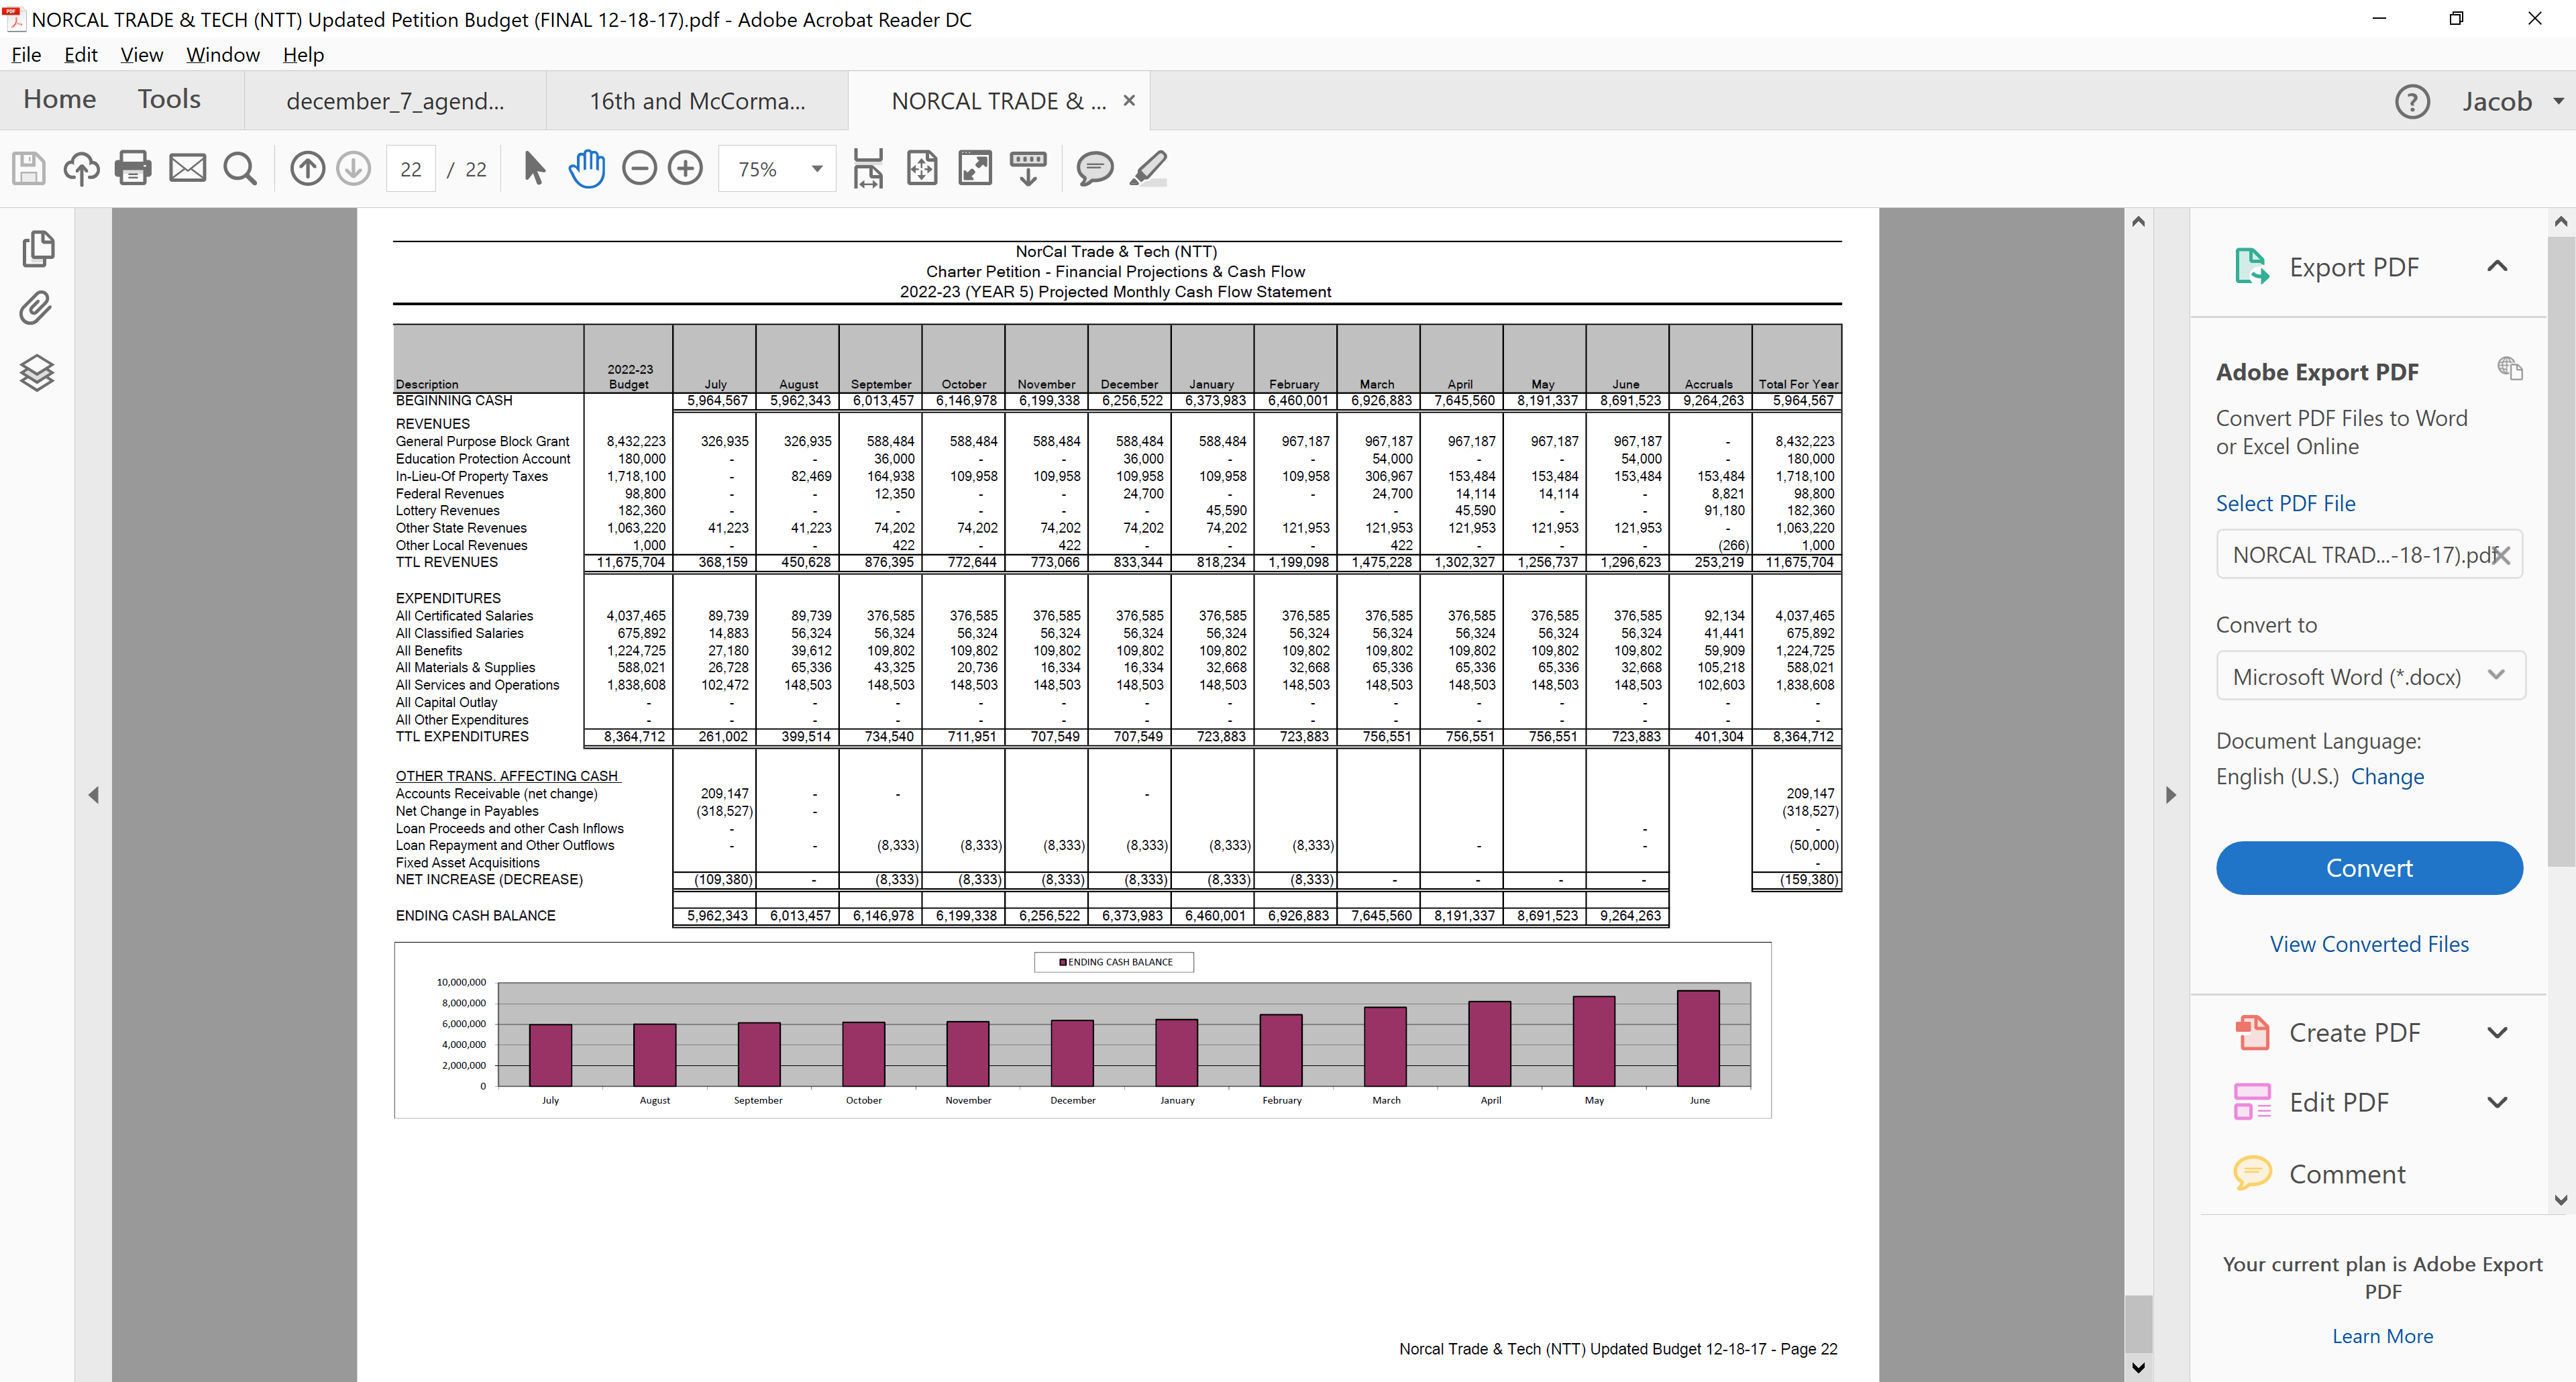 NORCAL TRADE & TECH (NTT) Updated Petition Budget (FINAL 12-18-17).pdf - Adobe Acrobat Reader DC
File Edit View Window Help
Home Tools december_7_agend... 16th and McCorma... NORCAL TRADE & ... × Jacob
22 / 22 75%
NorCal Trade & Tech (NTT)
Charter Petition - Financial Projections & Cash Flow
2022-23 (YEAR 5) Projected Monthly Cash Flow Statement
Description 2022-23 Budget July August September October November December January February March April May June Accruals Total For Year
BEGINNING CASH 5,964,567 5,962,343 6,013,457 6,146,978 6,199,338 6,256,522 6,373,983 6,460,001 6,926,883 7,645,560 8,191,337 8,691,523 9,264,263 5,964,567
REVENUES
General Purpose Block Grant 8,432,223 326,935 326,935 588,484 588,484 588,484 588,484 588,484 967,187 967,187 967,187 967,187 967,187 - 8,432,223
Education Protection Account 180,000 - - 36,000 - - 36,000 - - 54,000 - - 54,000 - 180,000
In-Lieu-Of Property Taxes 1,718,100 - 82,469 164,938 109,958 109,958 109,958 109,958 109,958 306,967 153,484 153,484 153,484 153,484 1,718,100
Federal Revenues 98,800 - - 12,350 - - 24,700 - - 24,700 14,114 14,114 - 8,821 98,800
Lottery Revenues 182,360 - - - - - - 45,590 - - 45,590 - - 91,180 182,360
Other State Revenues 1,063,220 41,223 41,223 74,202 74,202 74,202 74,202 74,202 121,953 121,953 121,953 121,953 121,953 - 1,063,220
Other Local Revenues 1,000 - - 422 - 422 - - - 422 - - - (266) 1,000
TTL REVENUES 11,675,704 368,159 450,628 876,395 772,644 773,066 833,344 818,234 1,199,098 1,475,228 1,302,327 1,256,737 1,296,623 253,219 11,675,704
EXPENDITURES
All Certificated Salaries 4,037,465 89,739 89,739 376,585 376,585 376,585 376,585 376,585 376,585 376,585 376,585 376,585 376,585 92,134 4,037,465
All Classified Salaries 675,892 14,883 56,324 56,324 56,324 56,324 56,324 56,324 56,324 56,324 56,324 56,324 56,324 41,441 675,892
All Benefits 1,224,725 27,180 39,612 109,802 109,802 109,802 109,802 109,802 109,802 109,802 109,802 109,802 109,802 59,909 1,224,725
All Materials & Supplies 588,021 26,728 65,336 43,325 20,736 16,334 16,334 32,668 32,668 65,336 65,336 65,336 32,668 105,218 588,021
All Services and Operations 1,838,608 102,472 148,503 148,503 148,503 148,503 148,503 148,503 148,503 148,503 148,503 148,503 148,503 102,603 1,838,608
All Capital Outlay - - - - - - - - - - - - - - -
All Other Expenditures - - - - - - - - - - - - - - -
TTL EXPENDITURES 8,364,712 261,002 399,514 734,540 711,951 707,549 707,549 723,883 723,883 756,551 756,551 756,551 723,883 401,304 8,364,712
OTHER TRANS. AFFECTING CASH
Accounts Receivable (net change) 209,147 - - - 209,147
Net Change in Payables (318,527) - (318,527)
Loan Proceeds and other Cash Inflows - - -
Loan Repayment and Other Outflows - - (8,333) (8,333) (8,333) (8,333) (8,333) (8,333) - - (50,000)
Fixed Asset Acquisitions -
NET INCREASE (DECREASE) (109,380) - (8,333) (8,333) (8,333) (8,333) (8,333) (8,333) - - - - (159,380)
ENDING CASH BALANCE 5,962,343 6,013,457 6,146,978 6,199,338 6,256,522 6,373,983 6,460,001 6,926,883 7,645,560 8,191,337 8,691,523 9,264,263
ENDING CASH BALANCE
10,000,000
8,000,000
6,000,000
4,000,000
2,000,000
0
July August September October November December January February March April May June
Norcal Trade & Tech (NTT) Updated Budget 12-18-17 - Page 22
Export PDF
Adobe Export PDF
Convert PDF Files to Word
or Excel Online
Select PDF File
NORCAL TRAD...-18-17).pdf
Convert to
Microsoft Word (*.docx)
Document Language:
English (U.S.) Change
Convert
View Converted Files
Create PDF
Edit PDF
Comment
Your current plan is Adobe Export
PDF
Learn More